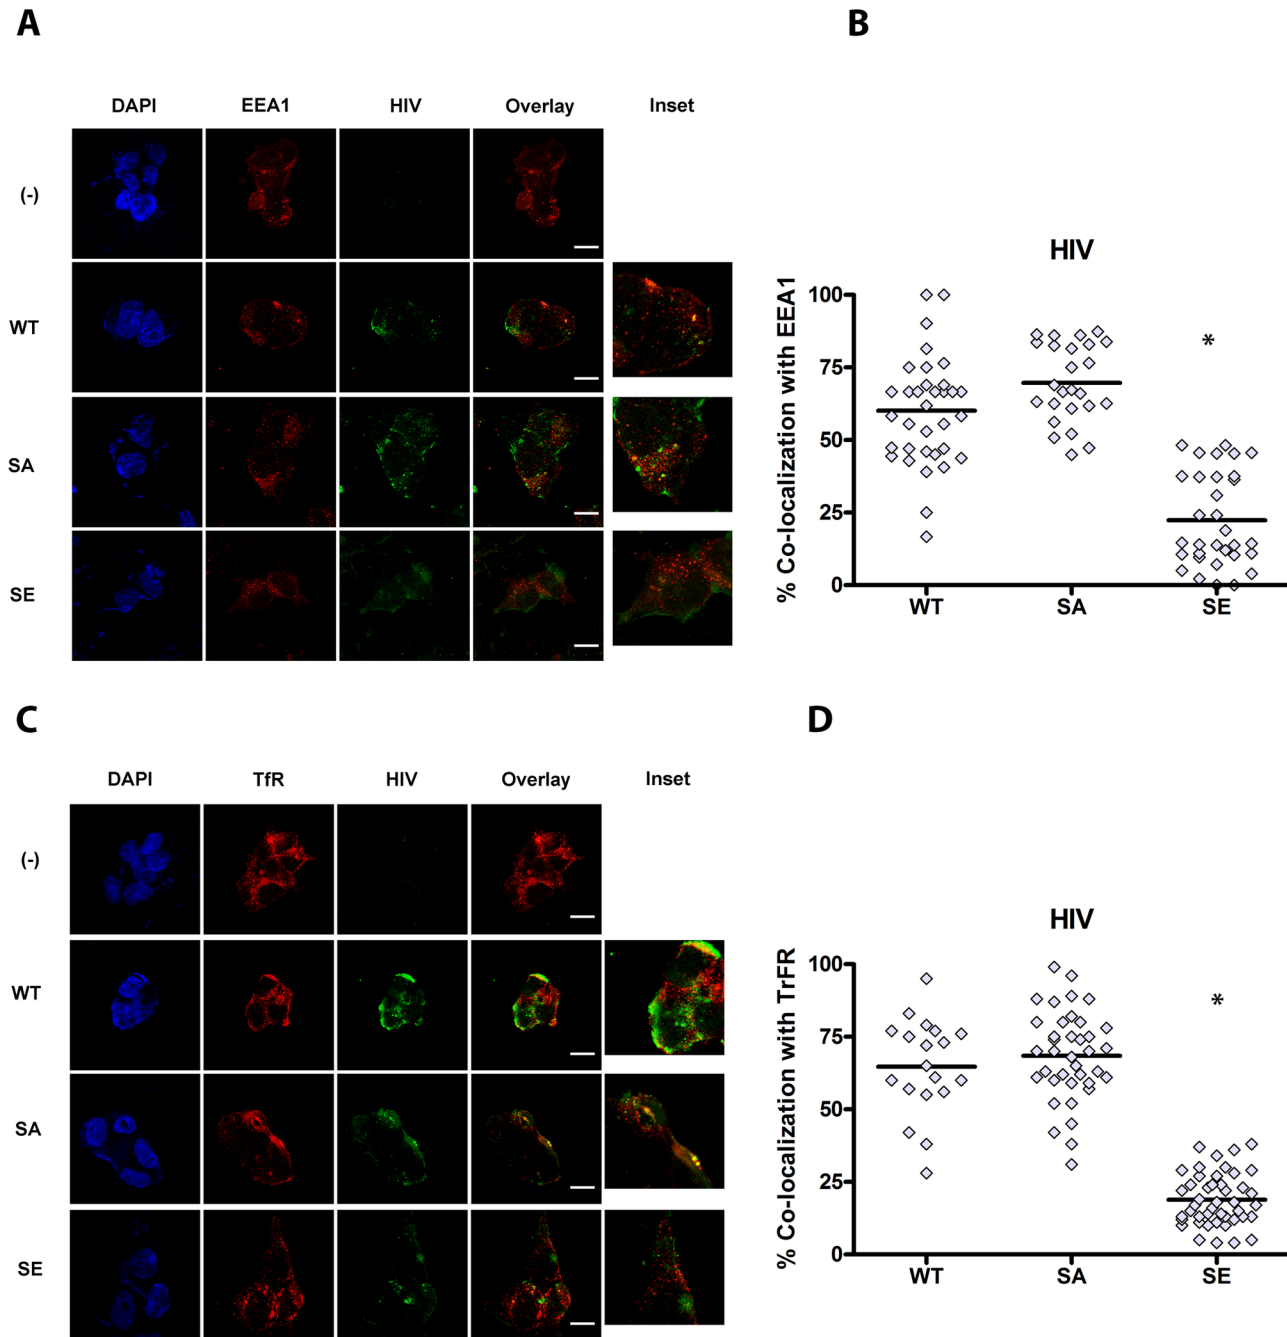 A
DAPI EEA1 HIV Overlay Inset
(-)
WT
SA
SE
B
HIV
% Co-localization with EEA1
100
75
50
25
0
WT SA SE
*
C
DAPI TfR HIV Overlay Inset
(-)
WT
SA
SE
D
HIV
% Co-localization with TrFR
100
75
50
25
0
WT SA SE
*